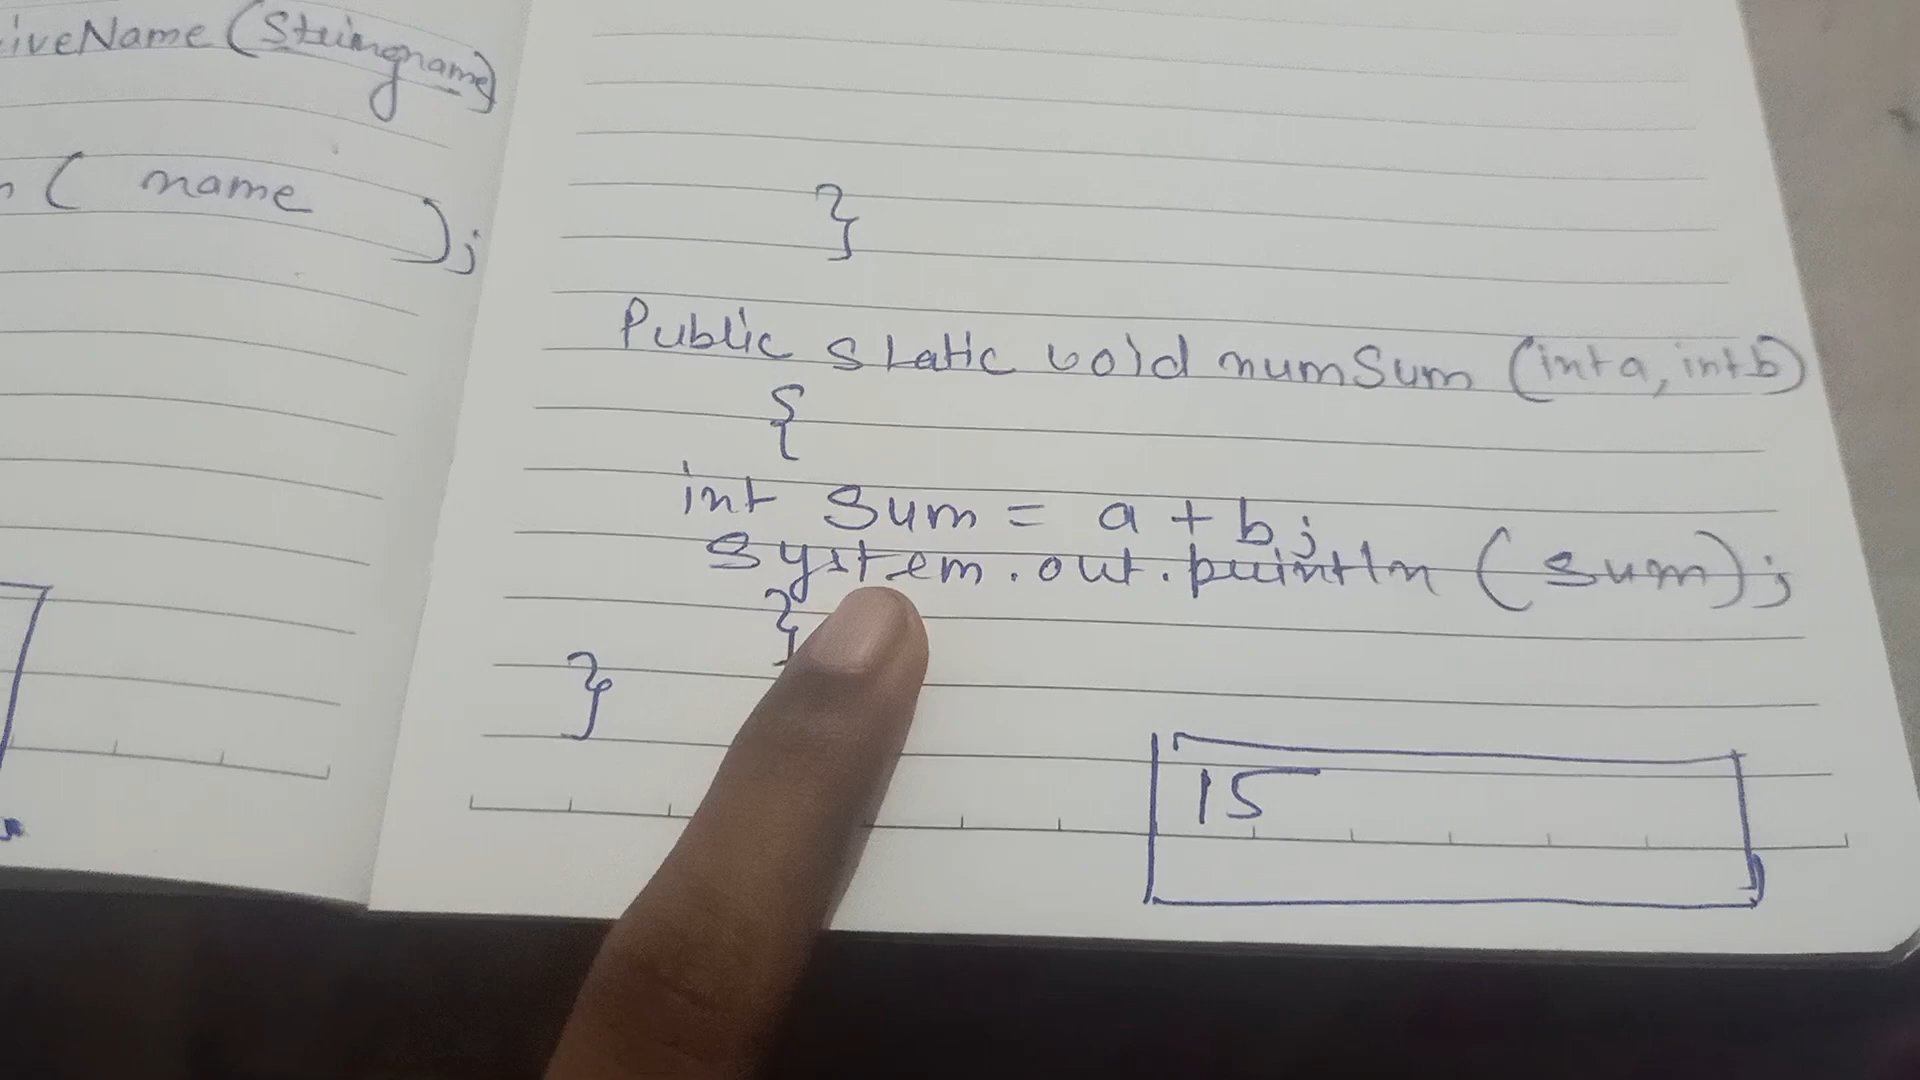 iveName (String name)
n ( name );
}
Public static void numSum (int a, int b)
{
int sum = a + b;
System.out.println (sum);
}
}
15